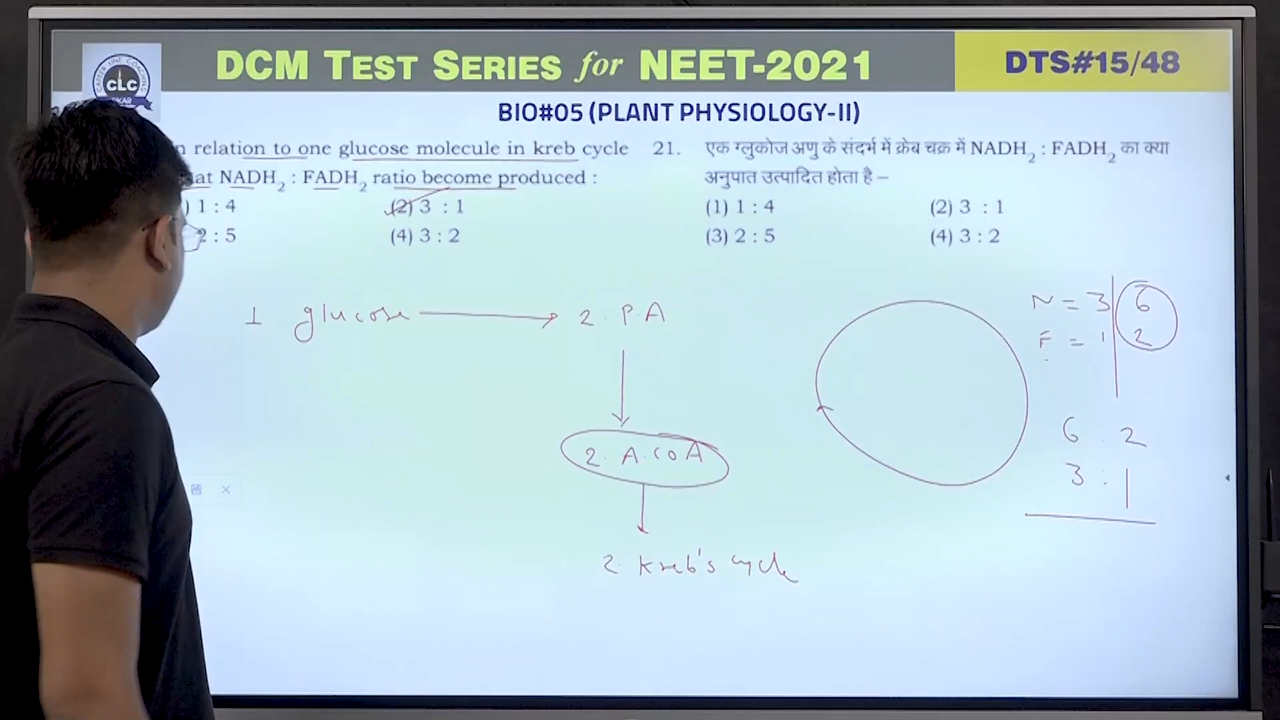 DCM TEST SERIES for NEET-2021
DTS#15/48
CLC
BIO#05 (PLANT PHYSIOLOGY-II)
n relation to one glucose molecule in kreb cycle
at NADH₂ : FADH₂ ratio become produced :
) 1 : 4 (2) 3 : 1
2 : 5 (4) 3 : 2
21. एक ग्लुकोज अणु के संदर्भ में क्रेब चक्र में NADH₂ : FADH₂ का क्या
अनुपात उत्पादित होता है –
(1) 1 : 4 (2) 3 : 1
(3) 2 : 5 (4) 3 : 2
1 glucose → 2. P.A
2. A.COA
2. Kreb's cycle
N = 3 6
F = 1 2
6 : 2
3 : 1